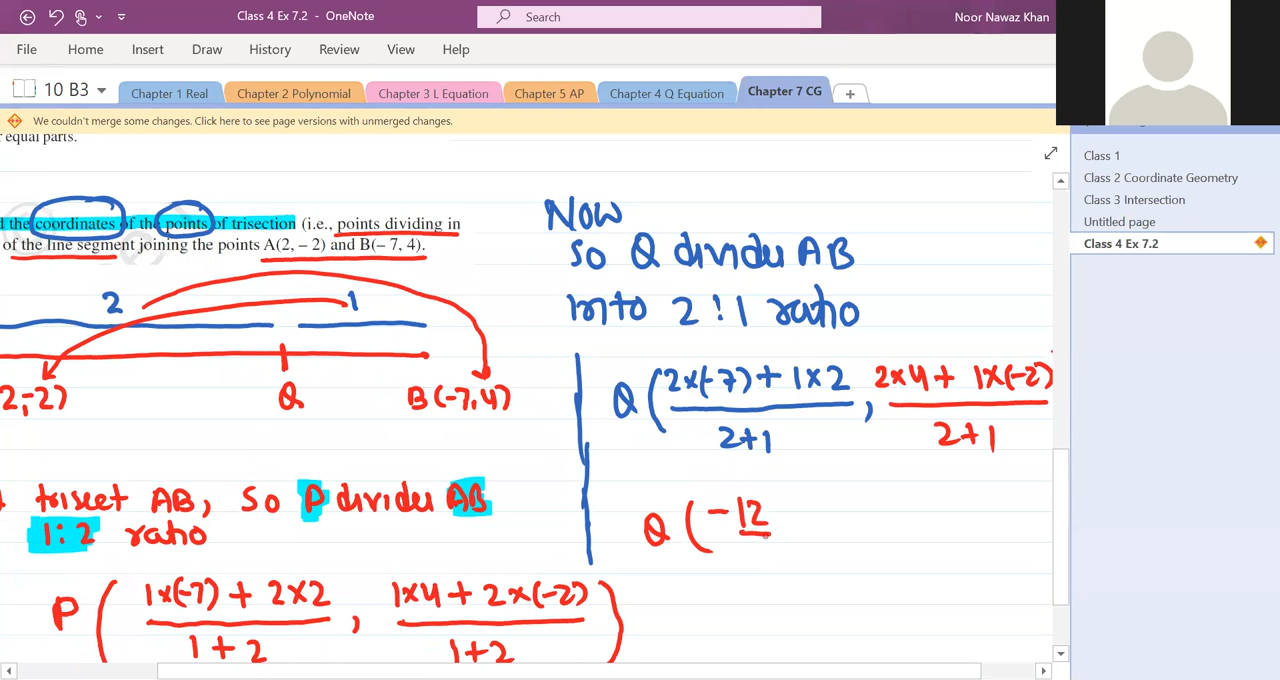 Class 4 Ex 7.2 - OneNote
Search
Noor Nawaz Khan
File Home Insert Draw History Review View Help
10 B3
Chapter 1 Real
Chapter 2 Polynomial
Chapter 3 L Equation
Chapter 5 AP
Chapter 4 Q Equation
Chapter 7 CG
We couldn't merge some changes. Click here to see page versions with unmerged changes.
equal parts.
the coordinates of the points of trisection (i.e., points dividing in
of the line segment joining the points A(2, – 2) and B(– 7, 4).
2 1
2,-2) Q B(-7,4)
trisect AB, so P divides AB
1:2 ratio
P ( 1×(-7) + 2×2 / 1+2 , 1×4 + 2×(-2) / 1+2 )
Now
so Q divides AB
into 2:1 ratio
Q ( 2×(-7) + 1×2 / 2+1 , 2×4 + 1×(-2) / 2+1
Q ( -12
Class 1
Class 2 Coordinate Geometry
Class 3 Intersection
Untitled page
Class 4 Ex 7.2